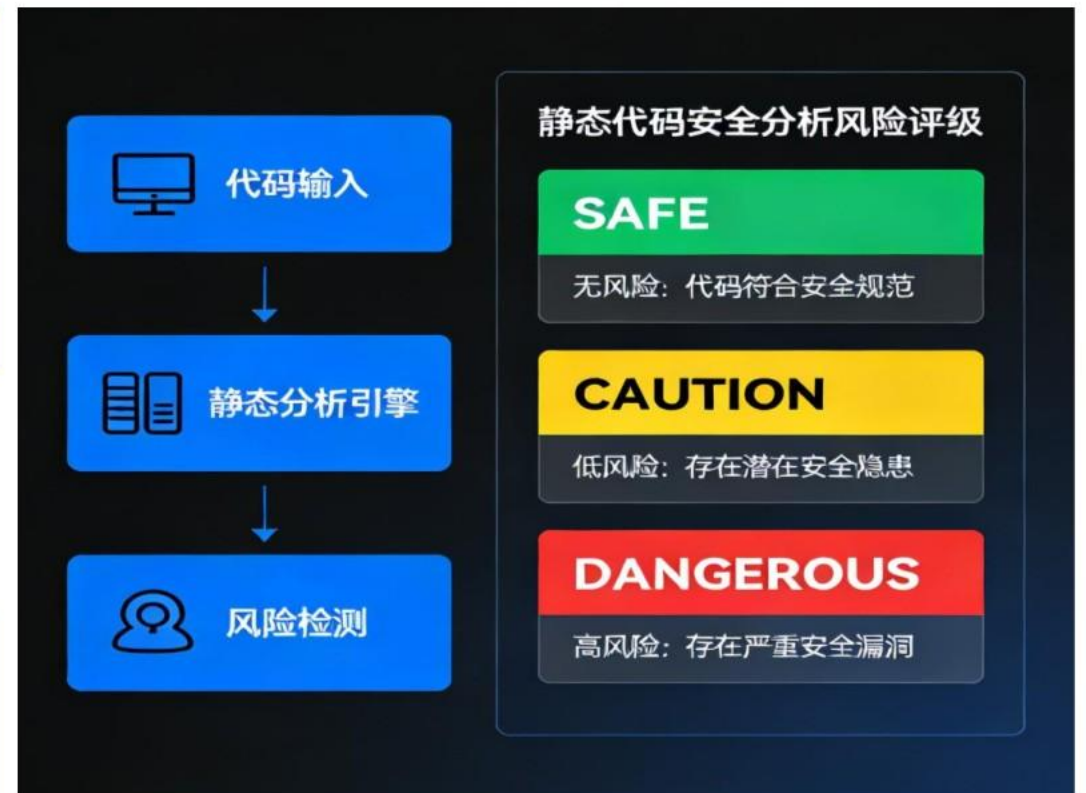 代码输入
静态分析引擎
风险检测
静态代码安全分析风险评级
SAFE
无风险：代码符合安全规范
CAUTION
低风险：存在潜在安全隐患
DANGEROUS
高风险：存在严重安全漏洞